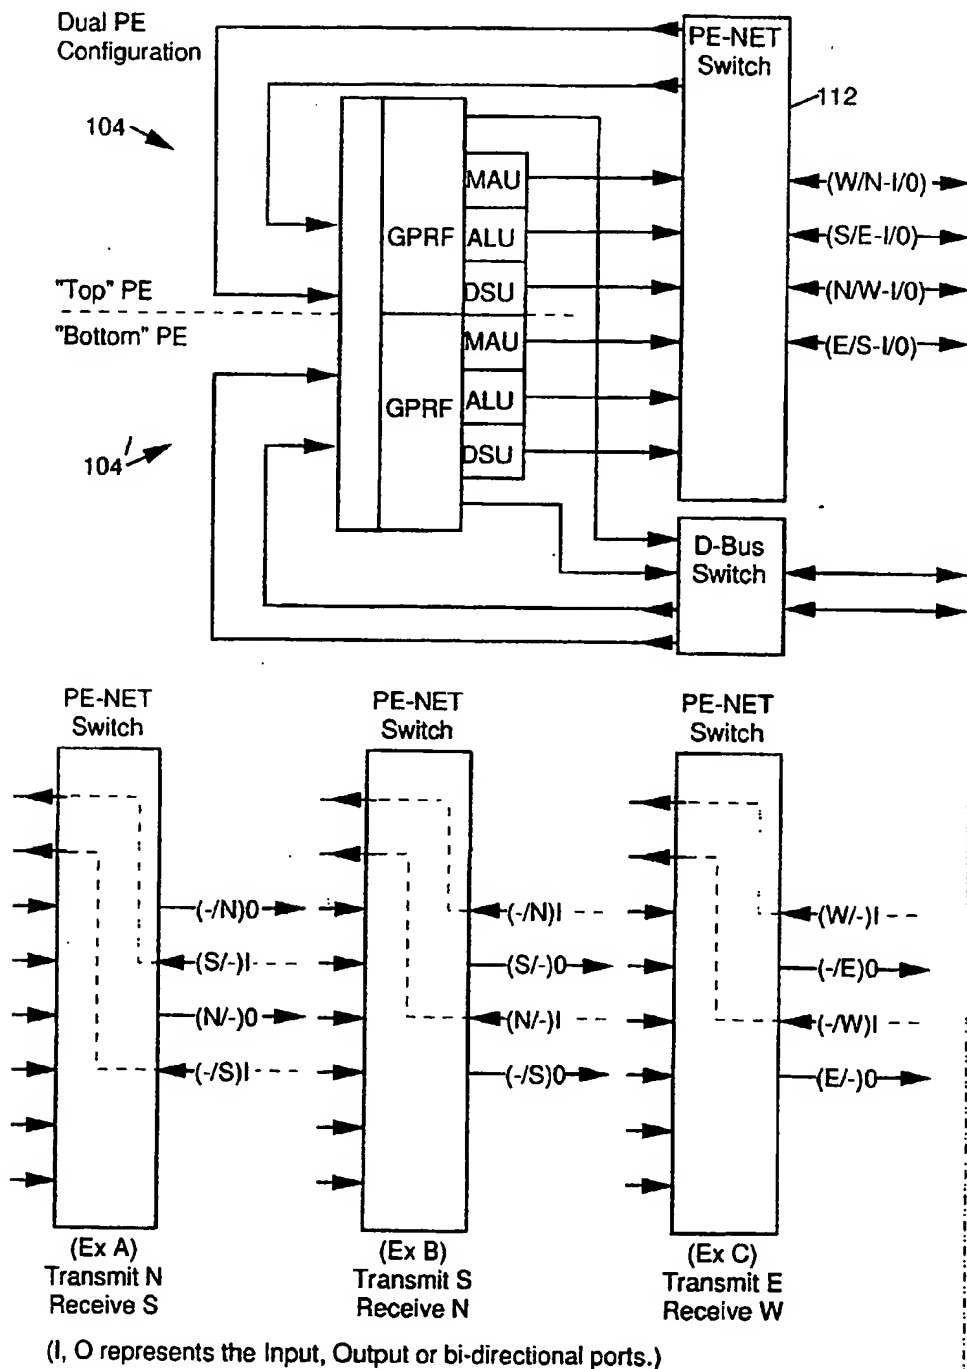 Dual PE
Configuration
PE-NET
Switch
112
104
MAU
(W/N-I/0)
GPRF
ALU
(S/E-I/0)
"Top" PE
DSU
(N/W-I/0)
"Bottom" PE
MAU
(E/S-I/0)
GPRF
ALU
104'
DSU
D-Bus
Switch
PE-NET
Switch
(-/N)0
(S/-)I
(N/-)0
(-/S)I
(Ex A)
Transmit N
Receive S
PE-NET
Switch
(-/N)I
(S/-)0
(N/-)I
(-/S)0
(Ex B)
Transmit S
Receive N
PE-NET
Switch
(W/-)I
(-/E)0
(-/W)I
(E/-)0
(Ex C)
Transmit E
Receive W
(I, O represents the Input, Output or bi-directional ports.)